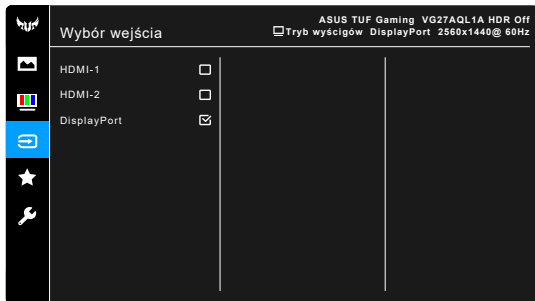 Wybór wejścia
ASUS TUF Gaming VG27AQL1A HDR Off
Tryb wyścigów DisplayPort 2560x1440@ 60Hz
HDMI-1
HDMI-2
DisplayPort